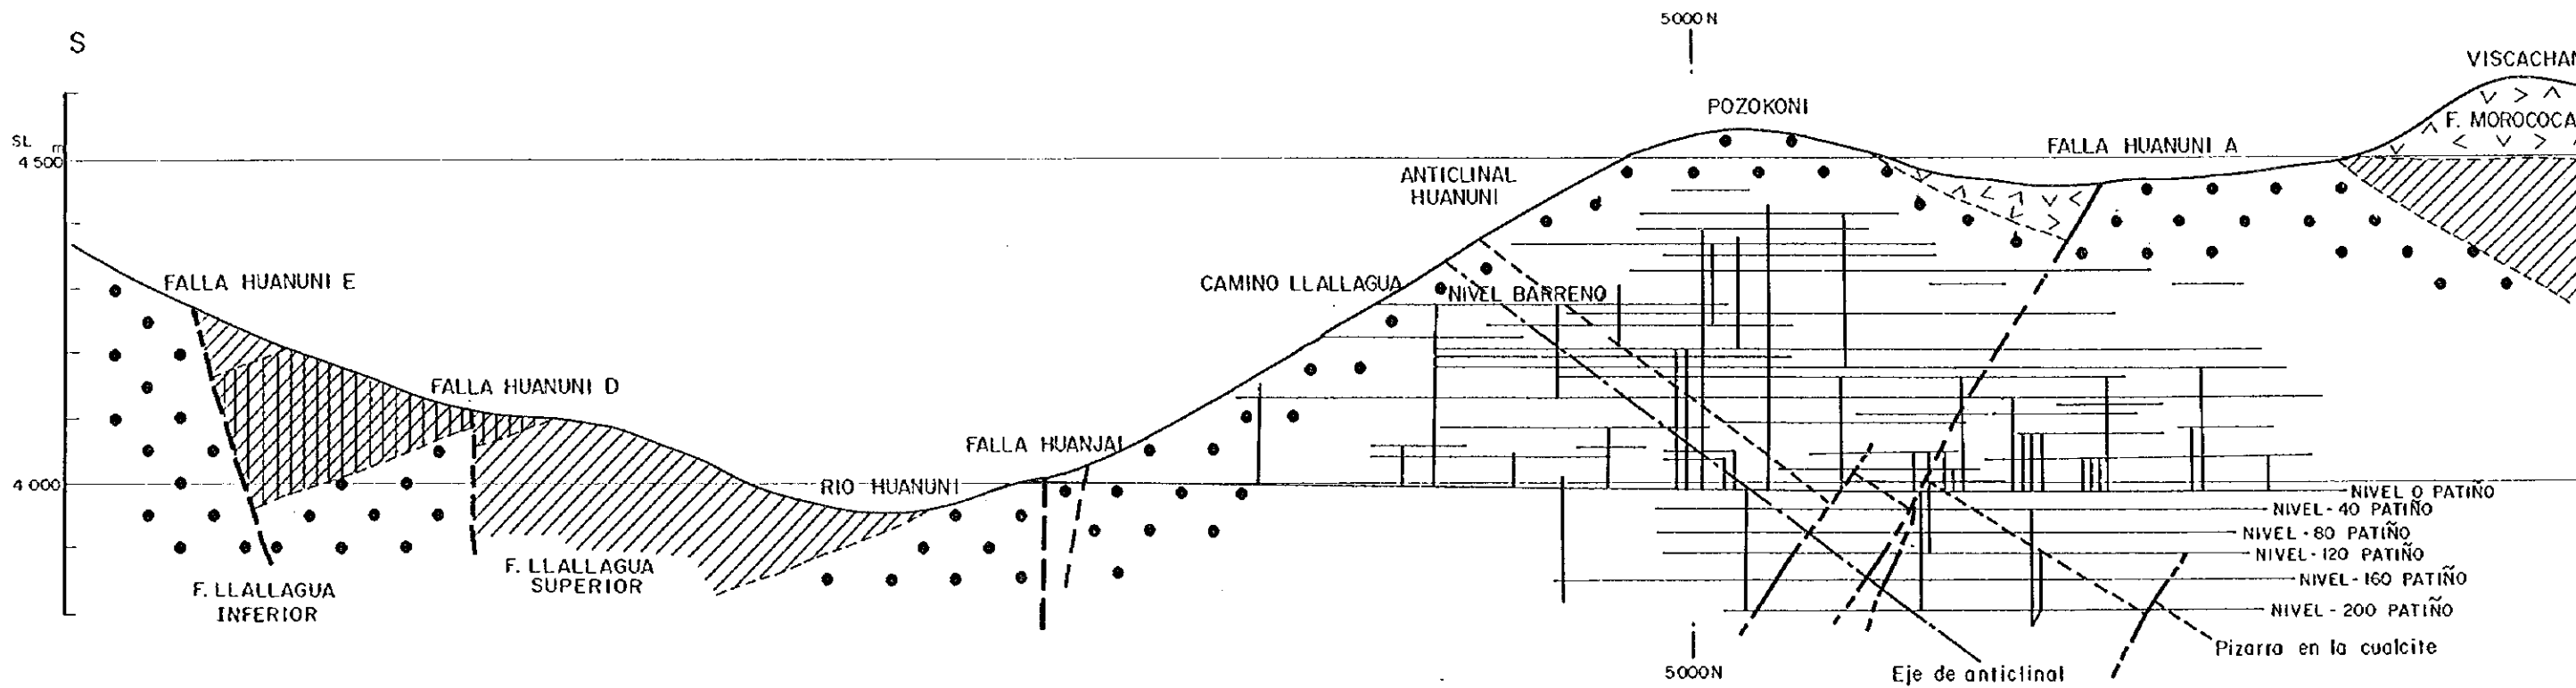 5000 N
S
VISCACHAN
POZOKONI
F. MOROCOCA
SL m
4 500
FALLA HUANUNI A
ANTICLINAL
HUANUNI
FALLA HUANUNI E
CAMINO LLALLAGUA
NIVEL BARRENO
FALLA HUANUNI D
FALLA HUANJAI
4 000
RIO HUANUNI
NIVEL 0 PATIÑO
NIVEL - 40 PATIÑO
NIVEL - 80 PATIÑO
NIVEL - 120 PATIÑO
NIVEL - 160 PATIÑO
NIVEL - 200 PATIÑO
F. LLALLAGUA
SUPERIOR
F. LLALLAGUA
INFERIOR
Pizarra en la cualcite
Eje de anticlinal
5000N